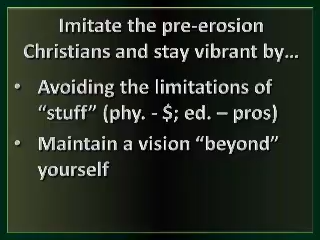 Imitate the pre-erosion
Christians and stay vibrant by…
• Avoiding the limitations of
“stuff” (phy. - $; ed. – pros)
• Maintain a vision “beyond”
yourself